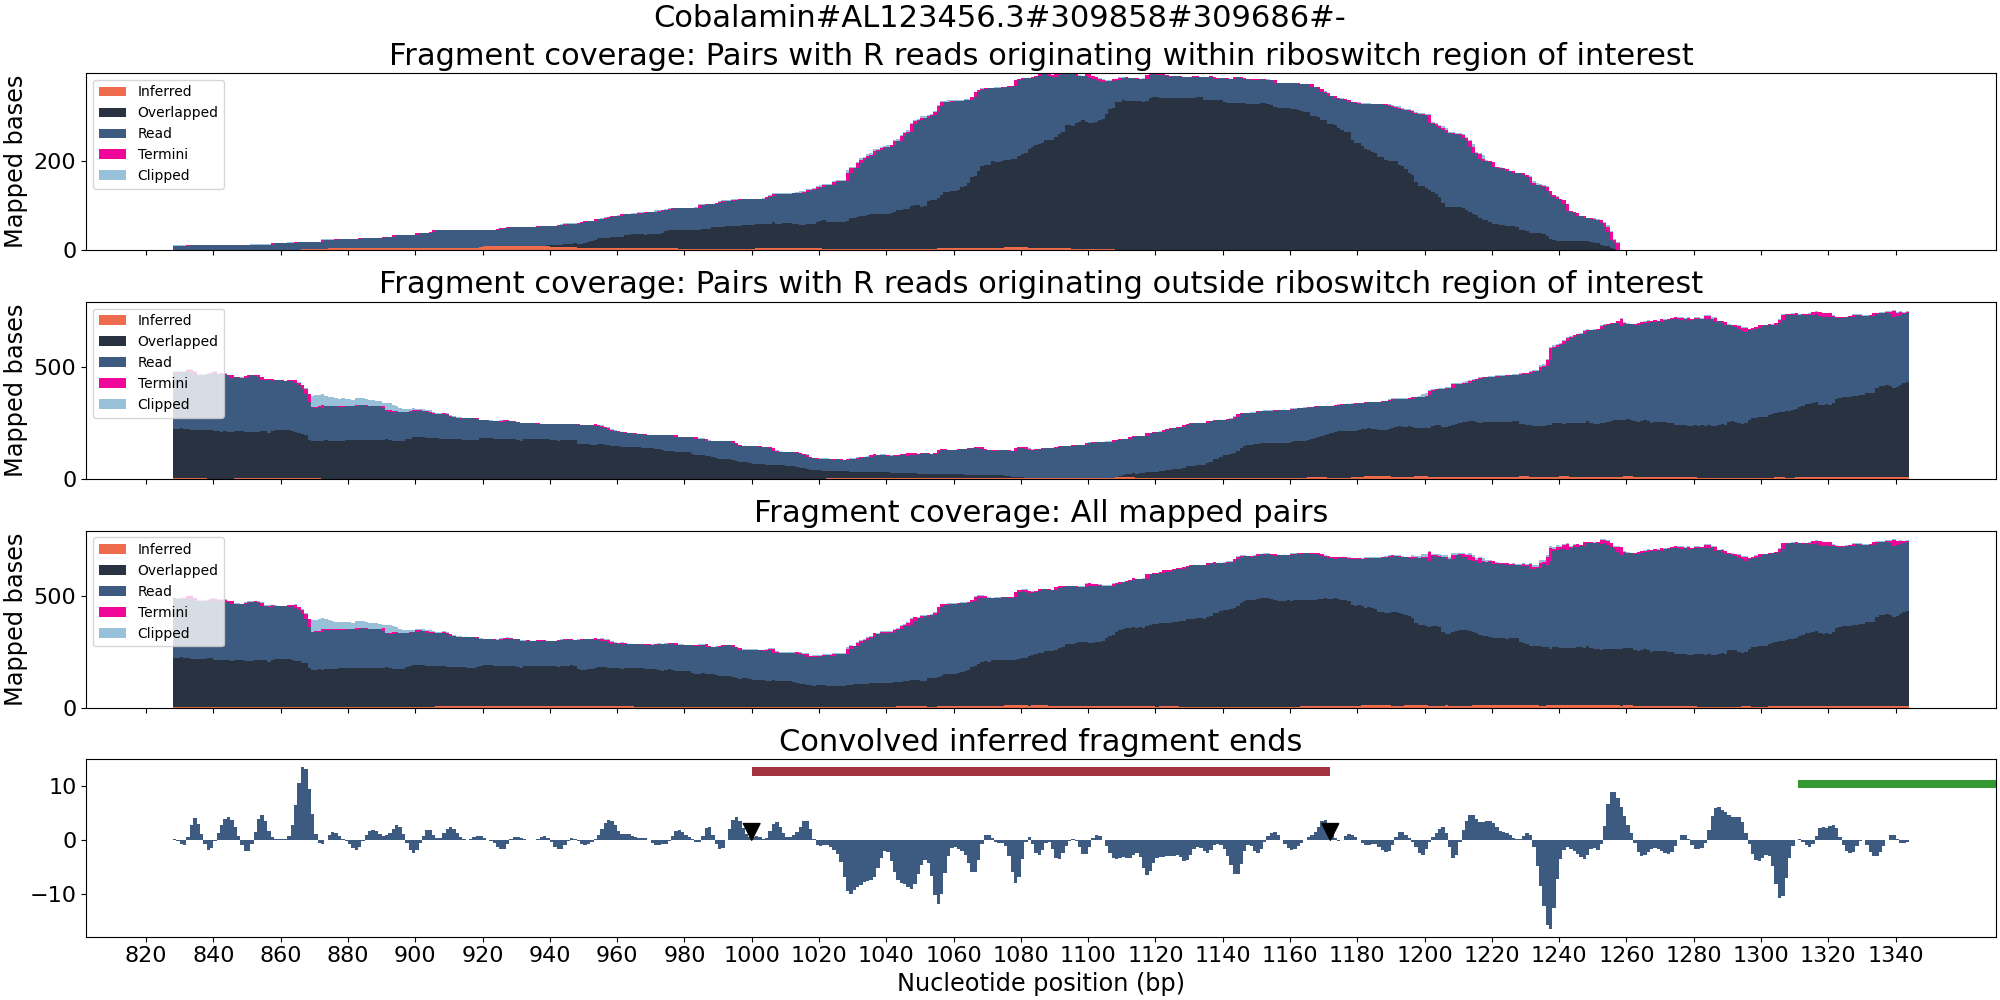 Cobalamin#AL123456.3#309858#309686#-
Fragment coverage: Pairs with R reads originating within riboswitch region of interest
Mapped bases
200
0
Inferred
Overlapped
Read
Termini
Clipped
Fragment coverage: Pairs with R reads originating outside riboswitch region of interest
Mapped bases
500
0
Inferred
Overlapped
Read
Termini
Clipped
Fragment coverage: All mapped pairs
Mapped bases
500
0
Inferred
Overlapped
Read
Termini
Clipped
Convolved inferred fragment ends
10
0
−10
820 840 860 880 900 920 940 960 980 1000 1020 1040 1060 1080 1100 1120 1140 1160 1180 1200 1220 1240 1260 1280 1300 1320 1340
Nucleotide position (bp)